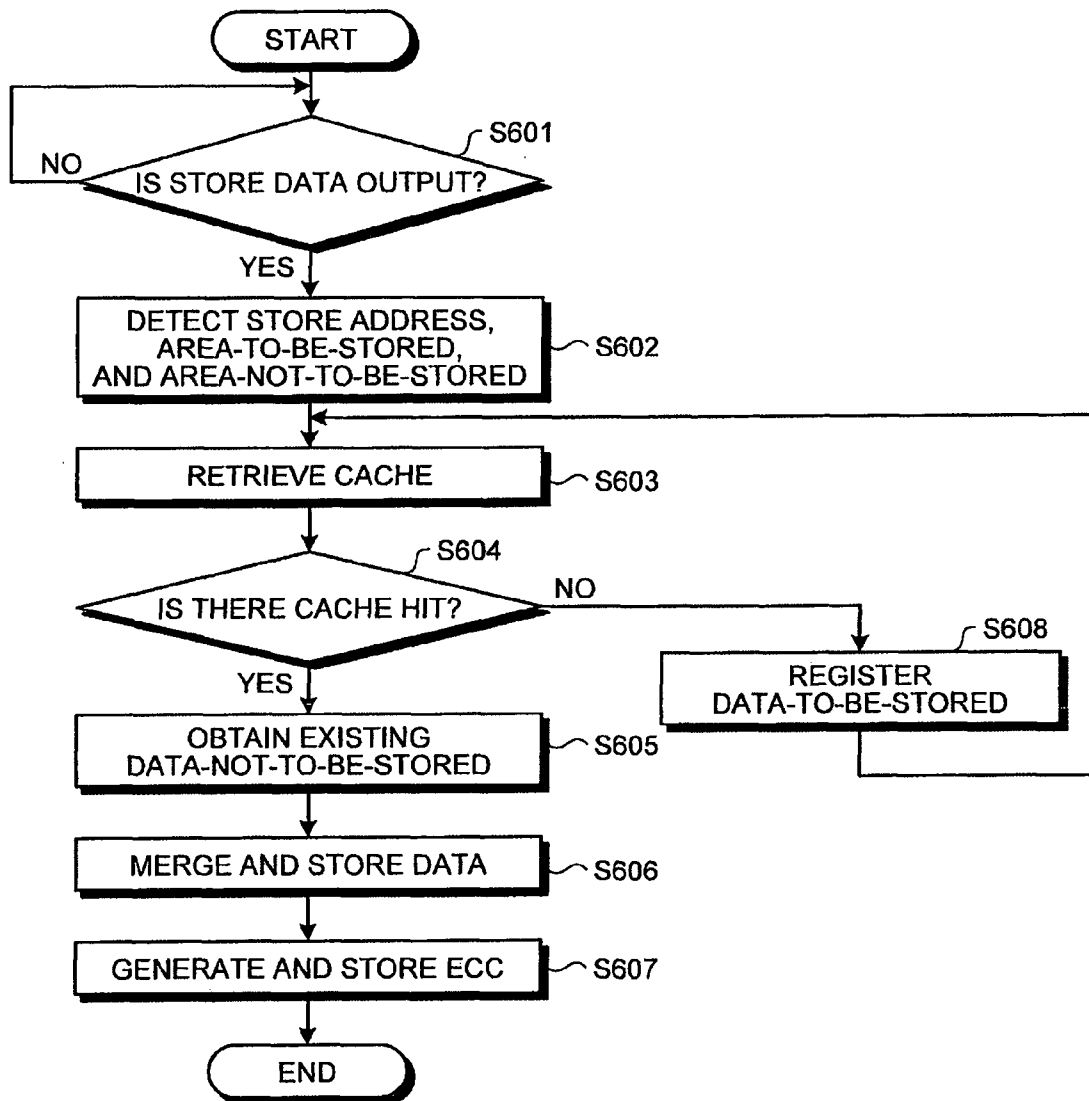 START
S601
NO
IS STORE DATA OUTPUT?
YES
DETECT STORE ADDRESS,
AREA-TO-BE-STORED,
AND AREA-NOT-TO-BE-STORED
S602
RETRIEVE CACHE
S603
S604
IS THERE CACHE HIT?
NO
S608
REGISTER
DATA-TO-BE-STORED
YES
OBTAIN EXISTING
DATA-NOT-TO-BE-STORED
S605
MERGE AND STORE DATA
S606
GENERATE AND STORE ECC
S607
END